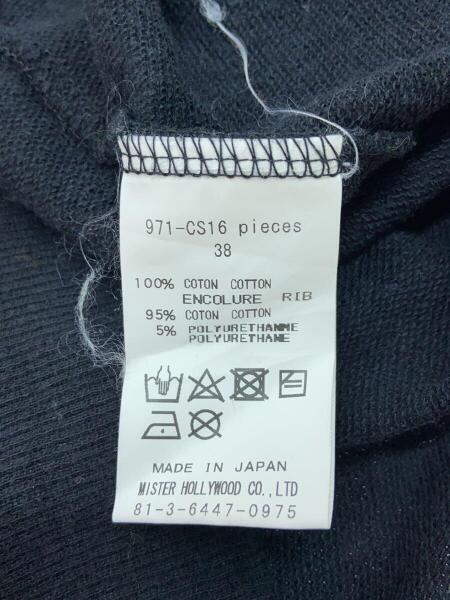 971-CS16 pieces
38
100% COTON COTTON
ENCOLURE RIB
95% COTON COTTON
5% POLYURETHANNE
POLYURETHANE
MADE IN JAPAN
MISTER HOLLYWOOD CO.,LTD
81-3-6447-0975